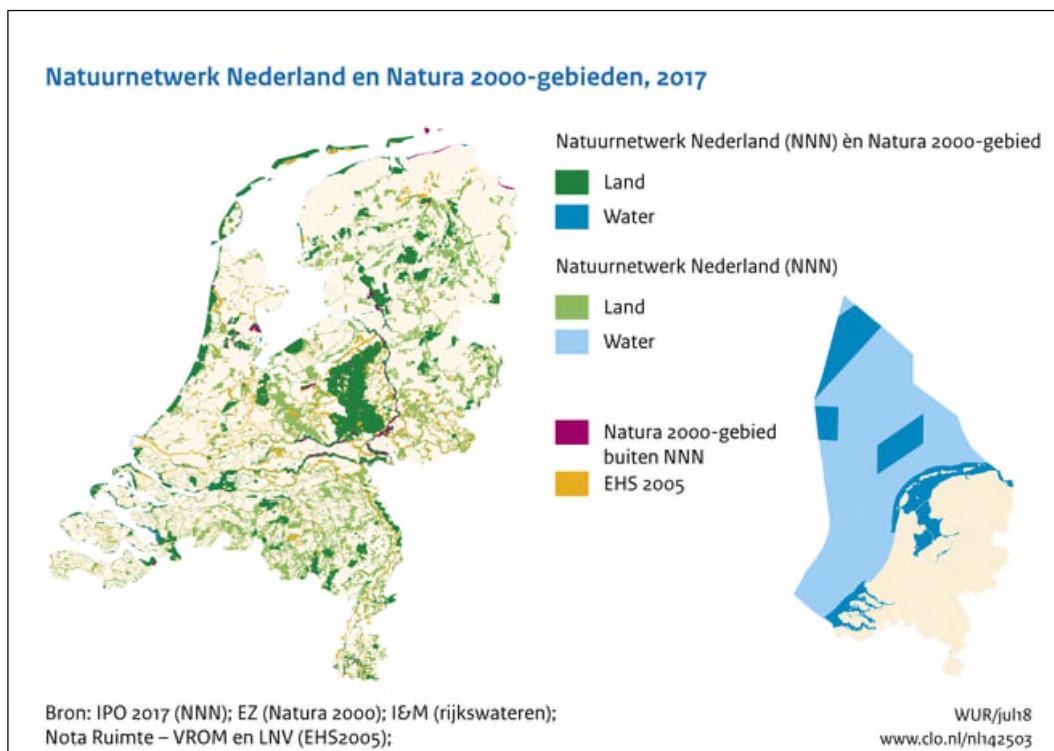 Natuurnetwerk Nederland en Natura 2000-gebieden, 2017
Natuurnetwerk Nederland (NNN) èn Natura 2000-gebied
Land
Water
Natuurnetwerk Nederland (NNN)
Land
Water
Natura 2000-gebied
buiten NNN
EHS 2005
Bron: IPO 2017 (NNN); EZ (Natura 2000); I&M (rijkswateren);
Nota Ruimte – VROM en LNV (EHS2005);
WUR/jul18
www.clo.nl/nl142503